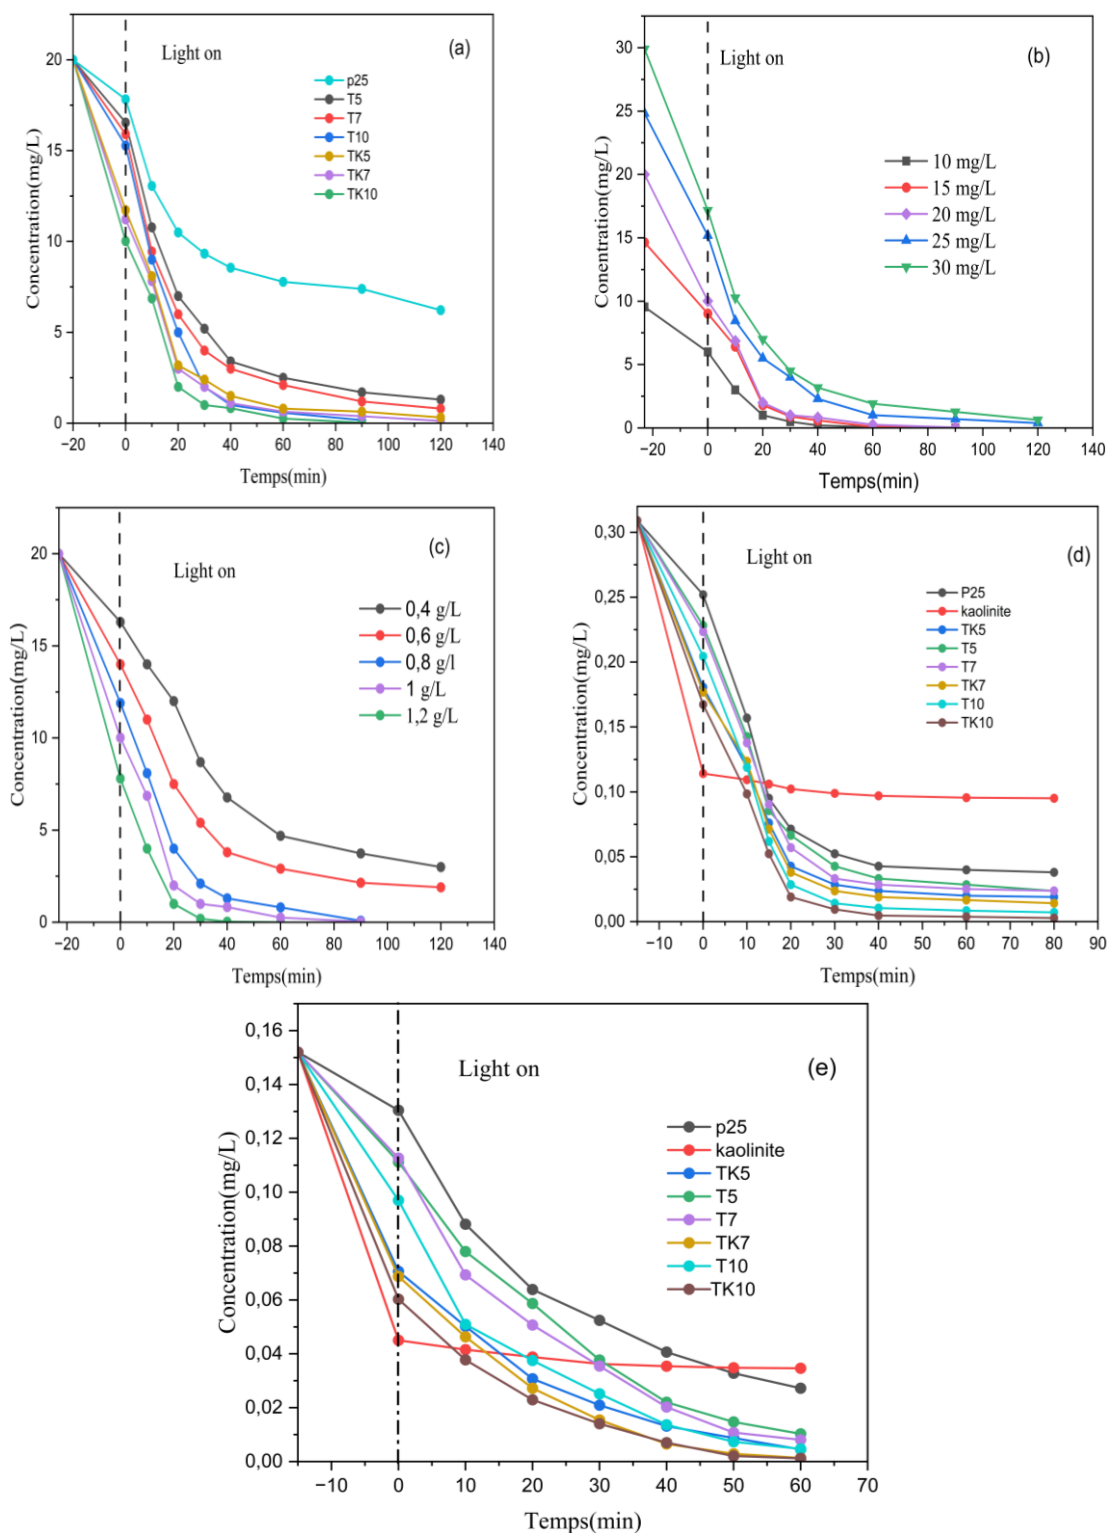 (a)
Light on
p25
T5
T7
T10
TK5
TK7
TK10
20
15
10
5
0
Concentration(mg/L)
−20 0 20 40 60 80 100 120 140
Temps(min)
(b)
Light on
10 mg/L
15 mg/L
20 mg/L
25 mg/L
30 mg/L
30
25
20
15
10
5
0
Conentration(mg/L)
−20 0 20 40 60 80 100 120 140
Temps(min)
(c)
Light on
0,4 g/L
0,6 g/L
0,8 g/l
1 g/L
1,2 g/L
20
15
10
5
0
Concentration(mg/L)
−20 0 20 40 60 80 100 120 140
Temps(min)
(d)
Light on
P25
kaolinite
TK5
T5
T7
TK7
T10
TK10
0,30
0,25
0,20
0,15
0,10
0,05
0,00
Concentration(mg/L)
−10 0 10 20 30 40 50 60 70 80 90
Temps(min)
(e)
Light on
p25
kaolinite
TK5
T5
T7
TK7
T10
TK10
0,16
0,14
0,12
0,10
0,08
0,06
0,04
0,02
0,00
Concentration(mg/L)
−10 0 10 20 30 40 50 60 70
Temps(min)